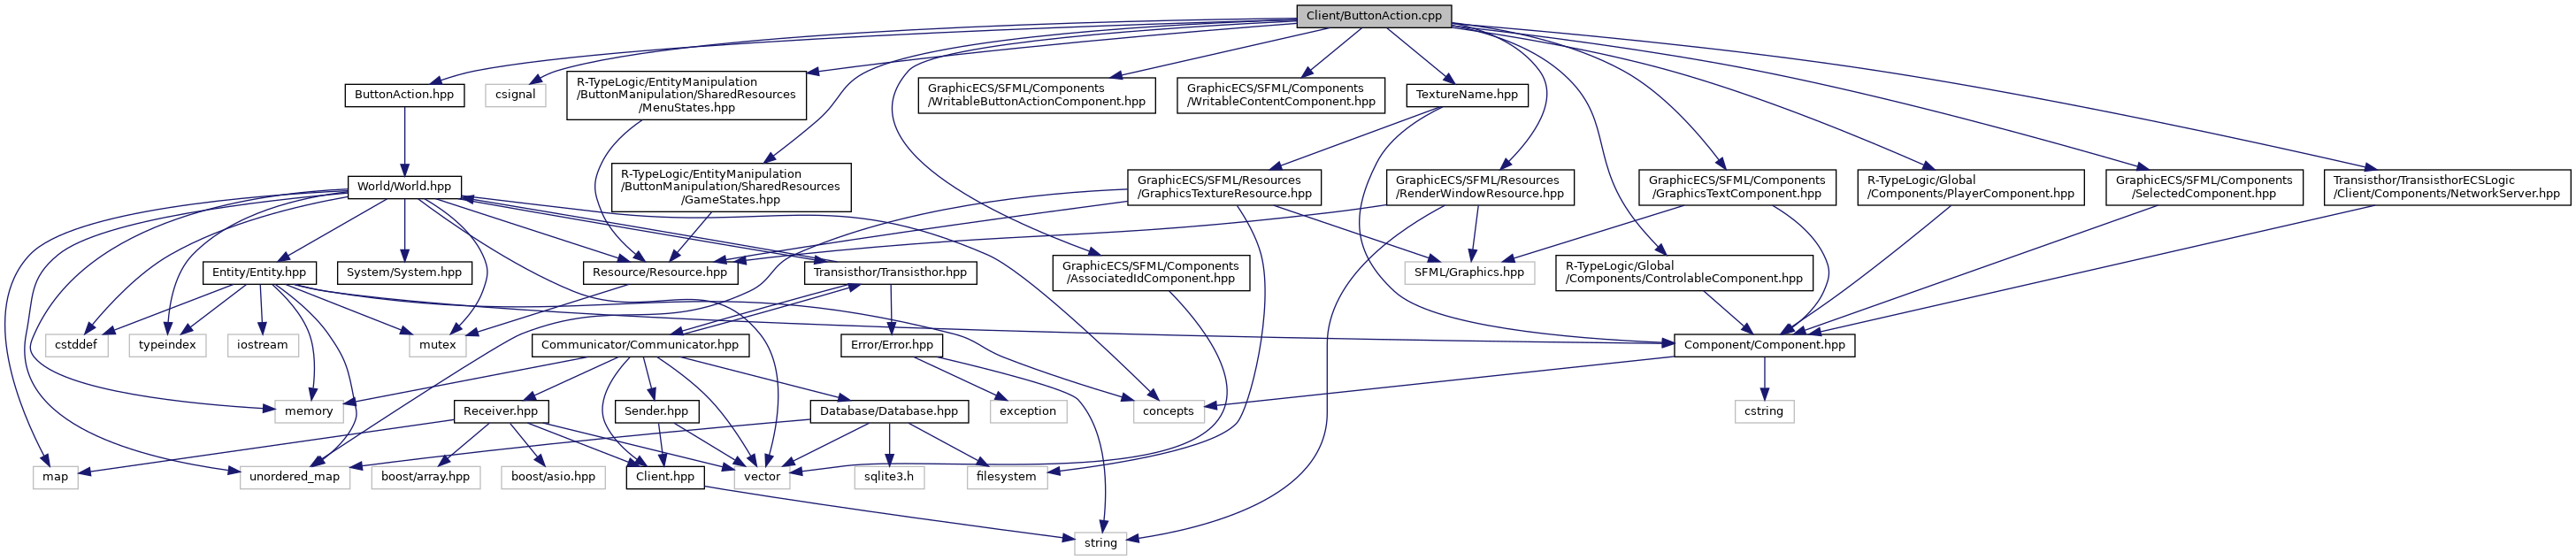 Client/ButtonAction.cpp
ButtonAction.hpp
csignal
R-TypeLogic/EntityManipulation
/ButtonManipulation/SharedResources
/MenuStates.hpp
GraphicECS/SFML/Components
/WritableButtonActionComponent.hpp
GraphicECS/SFML/Components
/WritableContentComponent.hpp
TextureName.hpp
World/World.hpp
R-TypeLogic/EntityManipulation
/ButtonManipulation/SharedResources
/GameStates.hpp
GraphicECS/SFML/Resources
/GraphicsTextureResource.hpp
GraphicECS/SFML/Resources
/RenderWindowResource.hpp
GraphicECS/SFML/Components
/GraphicsTextComponent.hpp
R-TypeLogic/Global
/Components/PlayerComponent.hpp
GraphicECS/SFML/Components
/SelectedComponent.hpp
Transisthor/TransisthorECSLogic
/Client/Components/NetworkServer.hpp
Entity/Entity.hpp
System/System.hpp
Resource/Resource.hpp
Transisthor/Transisthor.hpp
GraphicECS/SFML/Components
/AssociatedIdComponent.hpp
SFML/Graphics.hpp
R-TypeLogic/Global
/Components/ControlableComponent.hpp
cstddef
typeindex
iostream
mutex
Communicator/Communicator.hpp
Error/Error.hpp
Component/Component.hpp
memory
Receiver.hpp
Sender.hpp
Database/Database.hpp
exception
concepts
cstring
map
unordered_map
boost/array.hpp
boost/asio.hpp
Client.hpp
vector
sqlite3.h
filesystem
string